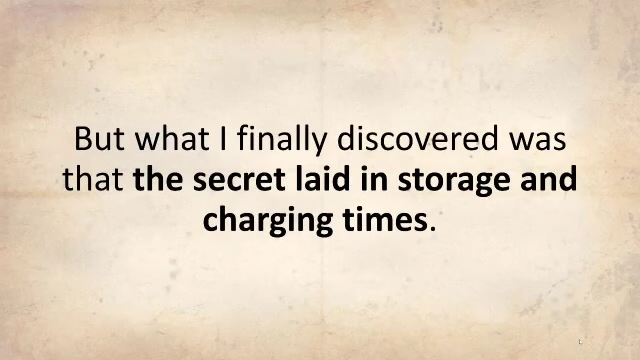 But what I finally discovered was
that the secret laid in storage and
charging times.